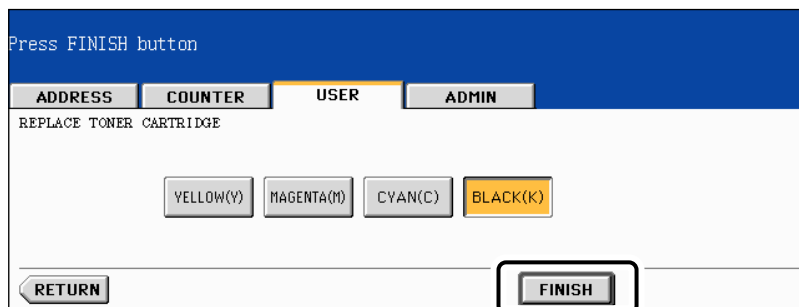 Press FINISH button
ADDRESS COUNTER USER ADMIN
REPLACE TONER CARTRIDGE
YELLOW(Y) MAGENTA(M) CYAN(C) BLACK(K)
RETURN FINISH